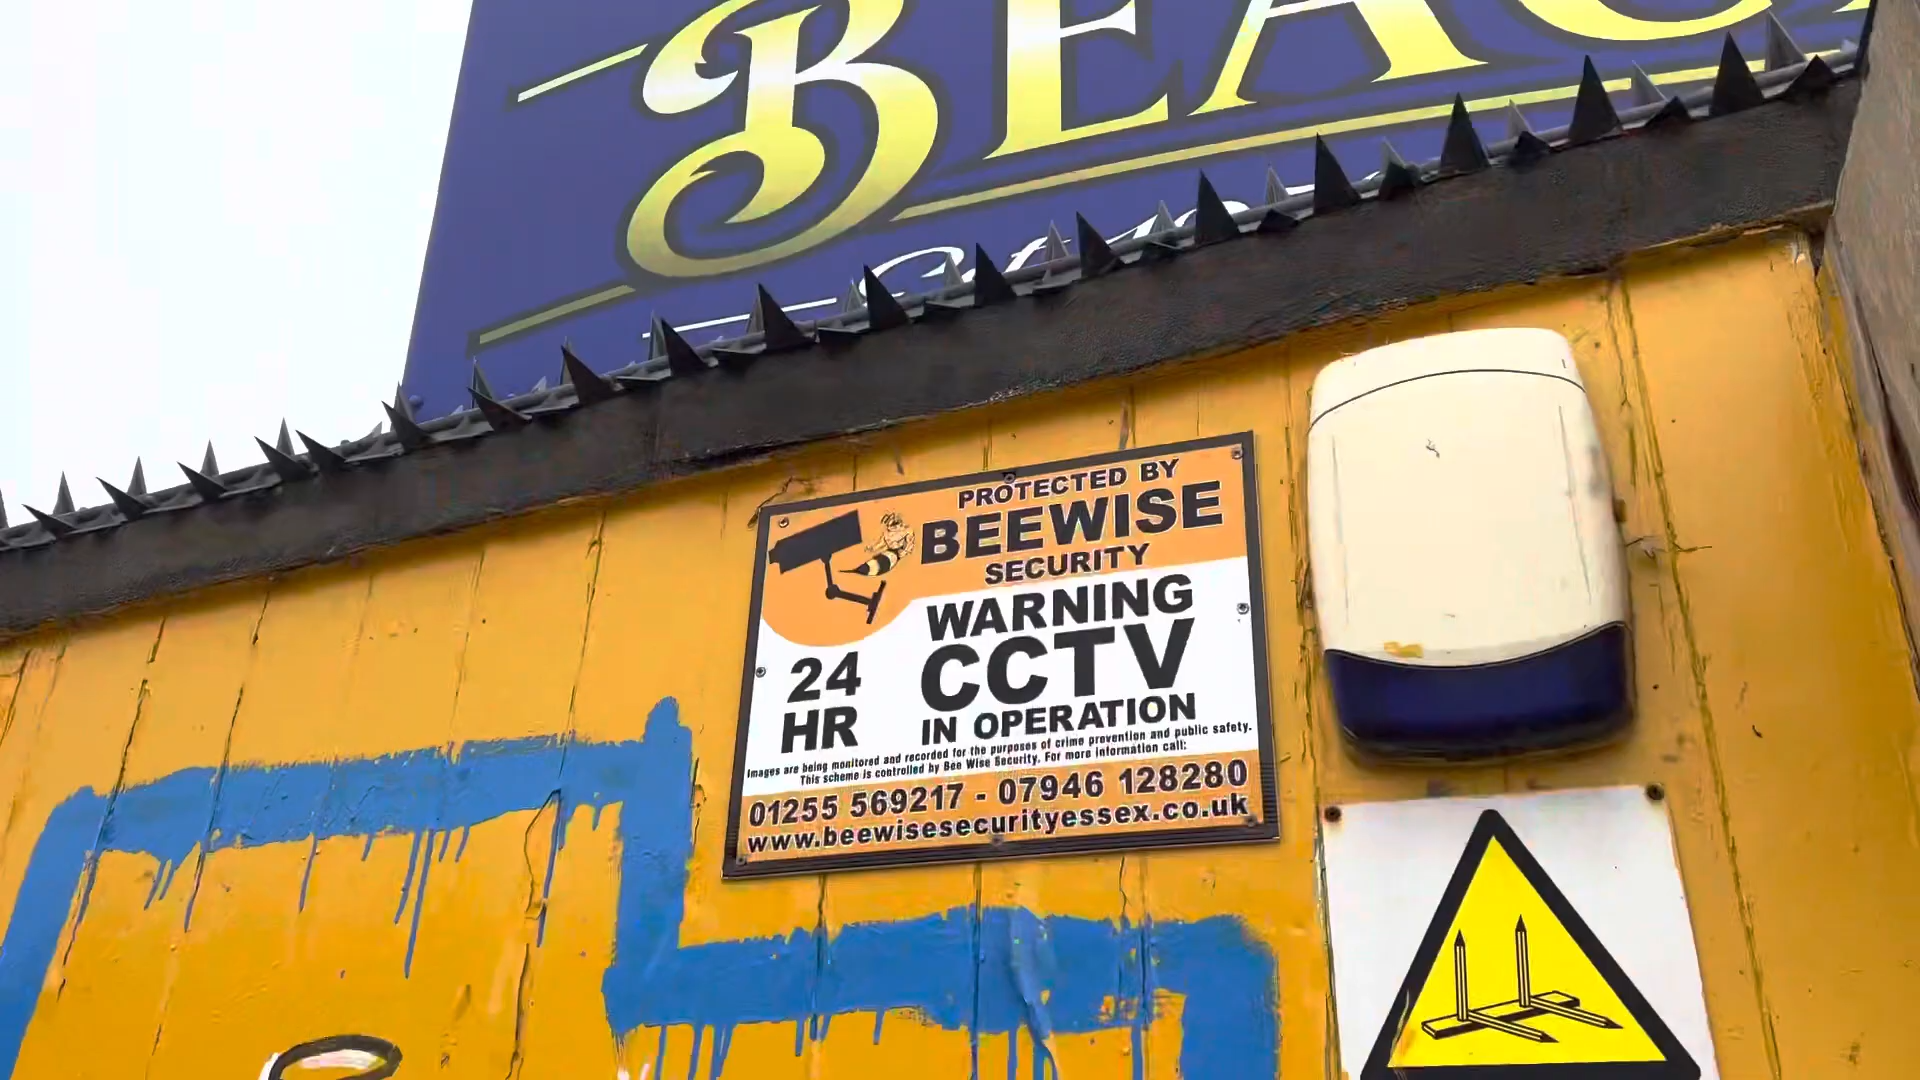 PROTECTED BY
BEEWISE
SECURITY
WARNING
CCTV
IN OPERATION
24
HR
Images are being monitored and recorded for the purposes of crime prevention and public safety.
This scheme is controlled by Bee Wise Security. For more information call:
01255 569217 - 07946 128280
www.beewisesecurityessex.co.uk